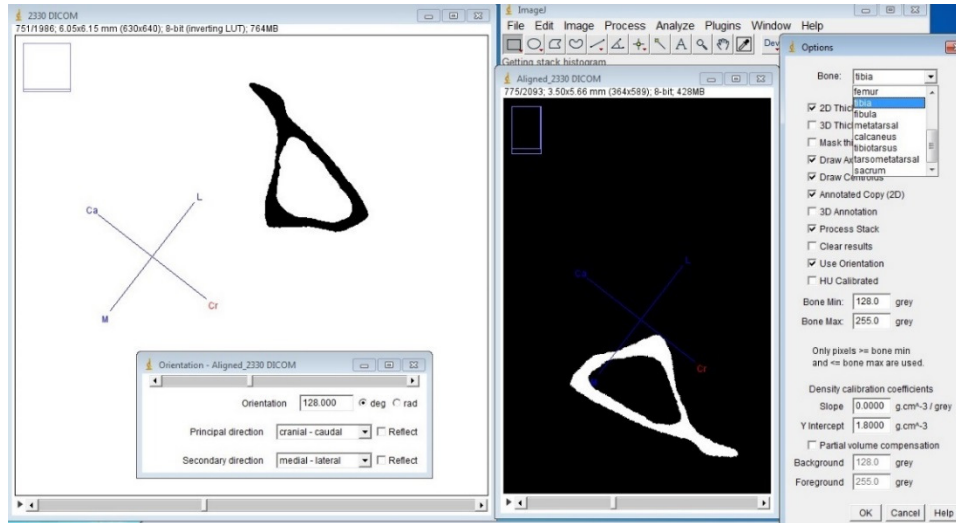 2330 DICOM
751/1986; 6.05x6.15 mm (630x640); 8-bit (inverting LUT); 764MB
L
Ca
Cr
M
Orientation - Aligned_2330 DICOM
Orientation 128.000 deg rad
Principal direction cranial - caudal Reflect
Secondary direction medial - lateral Reflect
ImageJ
File Edit Image Process Analyze Plugins Window Help
A Dev
Getting stack histogram
Aligned_2330 DICOM
775/2093; 3.50x5.66 mm (364x589); 8-bit; 428MB
L
Ca
Cr
M
Options
Bone: tibia
femur
tibia
fibula
metatarsal
calcaneus
tibiotarsus
tarsometatarsal
sacrum
2D Thic
3D Thic
Mask thi
Draw Ax
Draw Centroids
Annotated Copy (2D)
3D Annotation
Process Stack
Clear results
Use Orientation
HU Calibrated
Bone Min: 128.0 grey
Bone Max: 255.0 grey
Only pixels >= bone min
and <= bone max are used.
Density calibration coefficients
Slope 0.0000 g.cm^-3 / grey
Y Intercept 1.8000 g.cm^-3
Partial volume compensation
Background 128.0 grey
Foreground 255.0 grey
OK Cancel Help